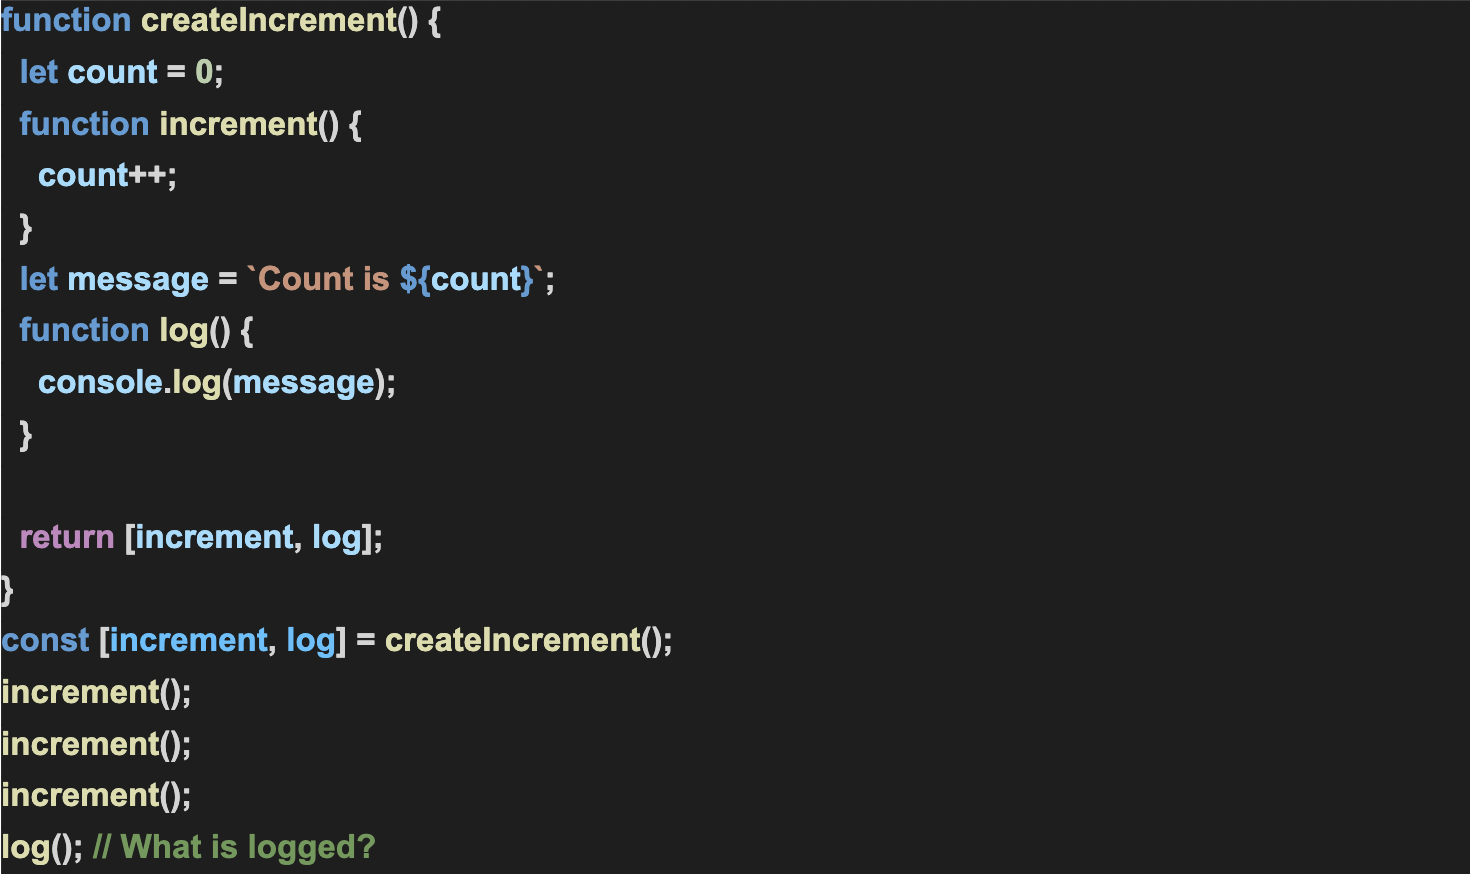 function createIncrement() {
let count = 0;
function increment() {
count++;
}
let message = `Count is ${count}`;
function log() {
console.log(message);
}
return [increment, log];
}
const [increment, log] = createIncrement();
increment();
increment();
increment();
log(); // What is logged?